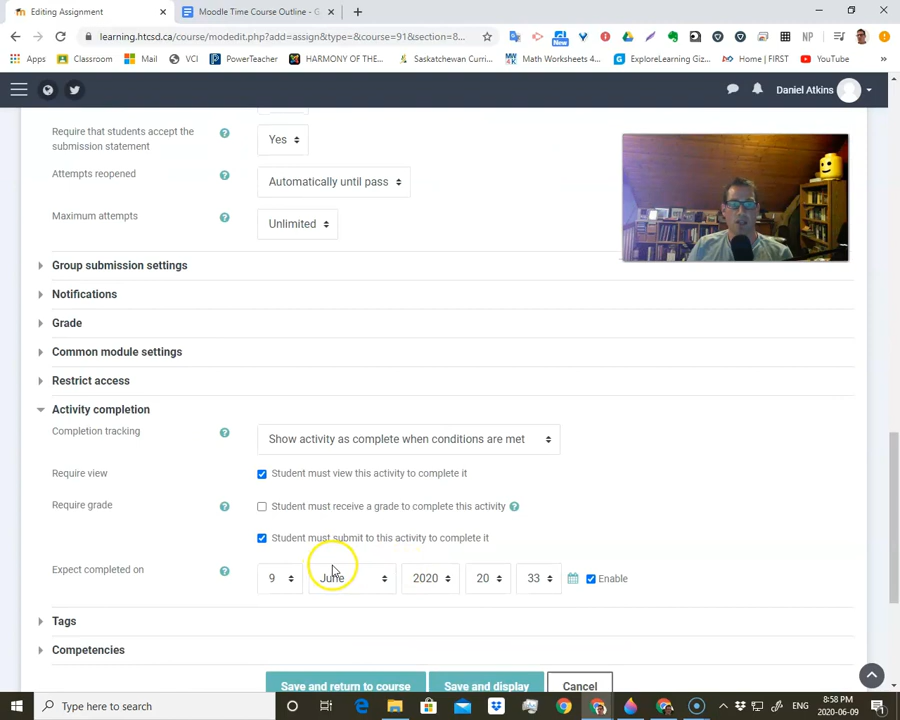 Editing Assignment
Moodle Time Course Outline - G
learning.htcsd.ca/course/modedit.php?add=assign&type=&course=91&section=8...
New
NP
Apps
Classroom
Mail
VCI
PowerTeacher
HARMONY OF THE...
Saskatchewan Curri...
Math Worksheets 4...
ExploreLearning Giz...
Home | FIRST
YouTube
Daniel Atkins
Require that students accept the
submission statement
Yes
Attempts reopened
Automatically until pass
Maximum attempts
Unlimited
Group submission settings
Notifications
Grade
Common module settings
Restrict access
Activity completion
Completion tracking
Show activity as complete when conditions are met
Require view
Student must view this activity to complete it
Require grade
Student must receive a grade to complete this activity
Student must submit to this activity to complete it
Expect completed on
9
June
2020
20
33
Enable
Tags
Competencies
Save and return to course
Save and display
Cancel
Type here to search
ENG
8:58 PM
2020-06-09
1